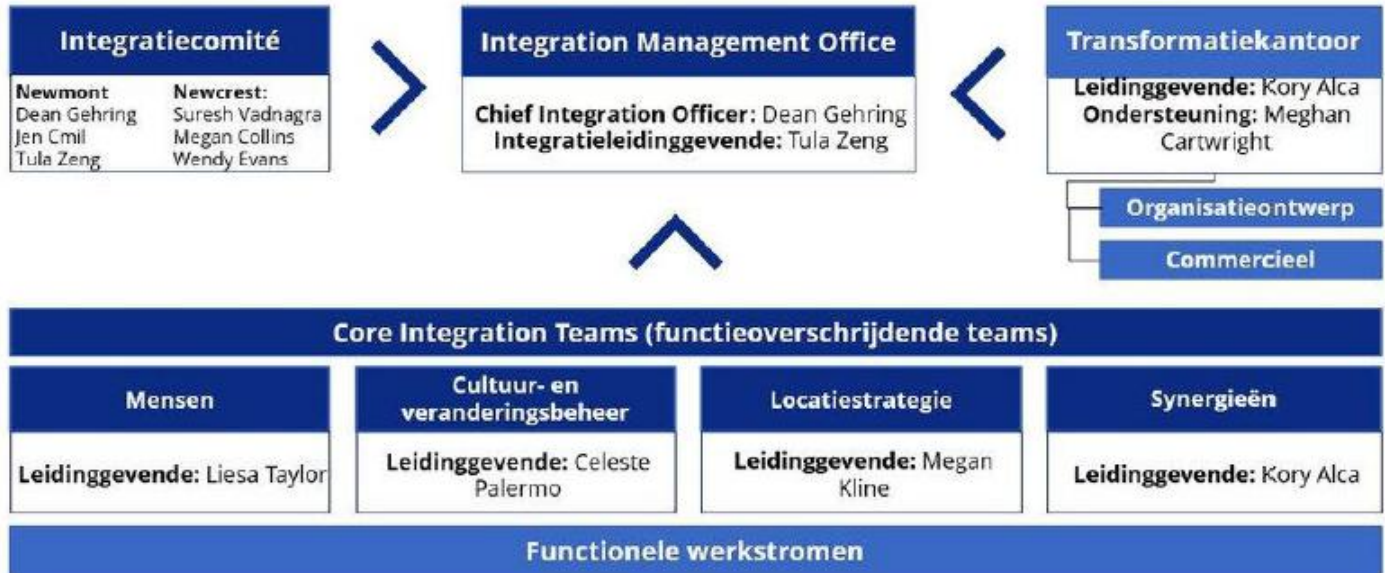 Integratiecomité
Newmont
Dean Gehring
Jen Cmil
Tula Zeng
Newcrest:
Suresh Vadnagra
Megan Collins
Wendy Evans
Integration Management Office
Chief Integration Officer: Dean Gehring
Integratieleidinggevende: Tula Zeng
Transformatiekantoor
Leidinggevende: Kory Alca
Ondersteuning: Meghan
Cartwright
Organisatieontwerp
Commercieel
Core Integration Teams (functieoverschrijdende teams)
Mensen
Leidinggevende: Liesa Taylor
Cultuur- en
veranderingsbeheer
Leidinggevende: Celeste
Palermo
Locatiestrategie
Leidinggevende: Megan
Kline
Synergieën
Leidinggevende: Kory Alca
Functionele werkstromen